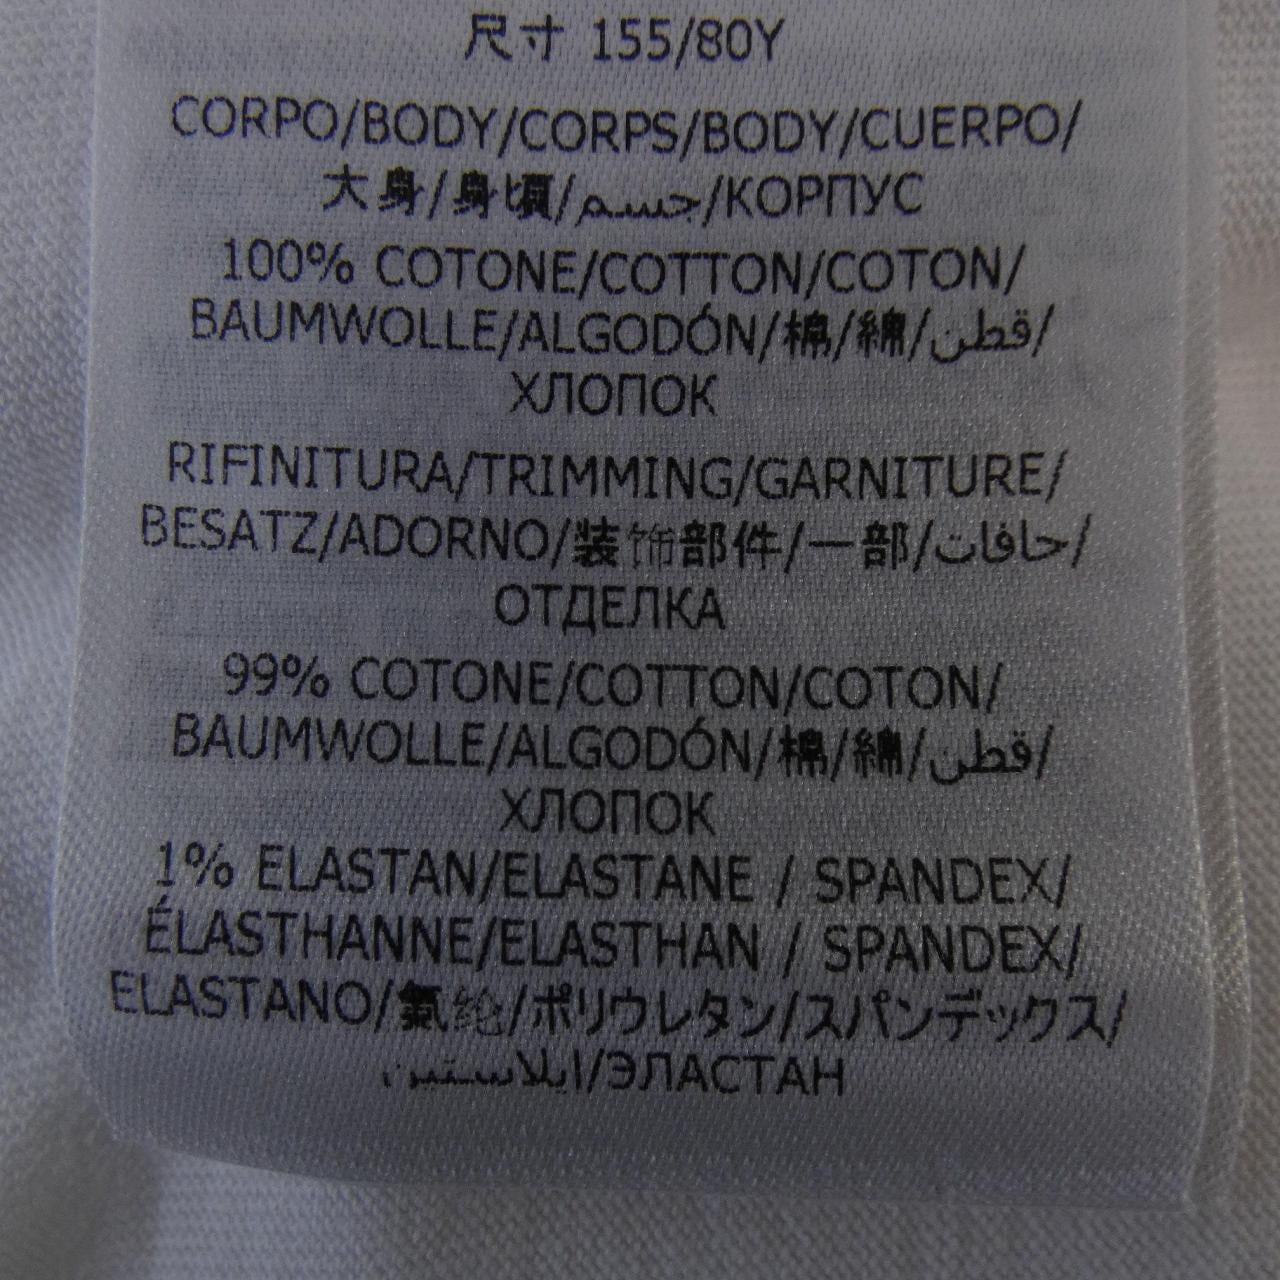 尺寸 155/80Y
CORPO/BODY/CORPS/BODY/CUERPO/
大身/身頃/جسم/КОРПУС
100% COTONE/COTTON/COTON/
BAUMWOLLE/ALGODÓN/棉/綿/قطن/
ХЛОПОК
RIFINITURA/TRIMMING/GARNITURE/
BESATZ/ADORNO/装饰部件/一部/حافات/
ОТДЕЛКА
99% COTONE/COTTON/COTON/
BAUMWOLLE/ALGODÓN/棉/綿/قطن/
ХЛОПОК
1% ELASTAN/ELASTANE / SPANDEX/
ÉLASTHANNE/ELASTHAN / SPANDEX/
ELASTANO/氨纶/ポリウレタン/スパンデックス/
ايلاستين/ЭЛАСТАН